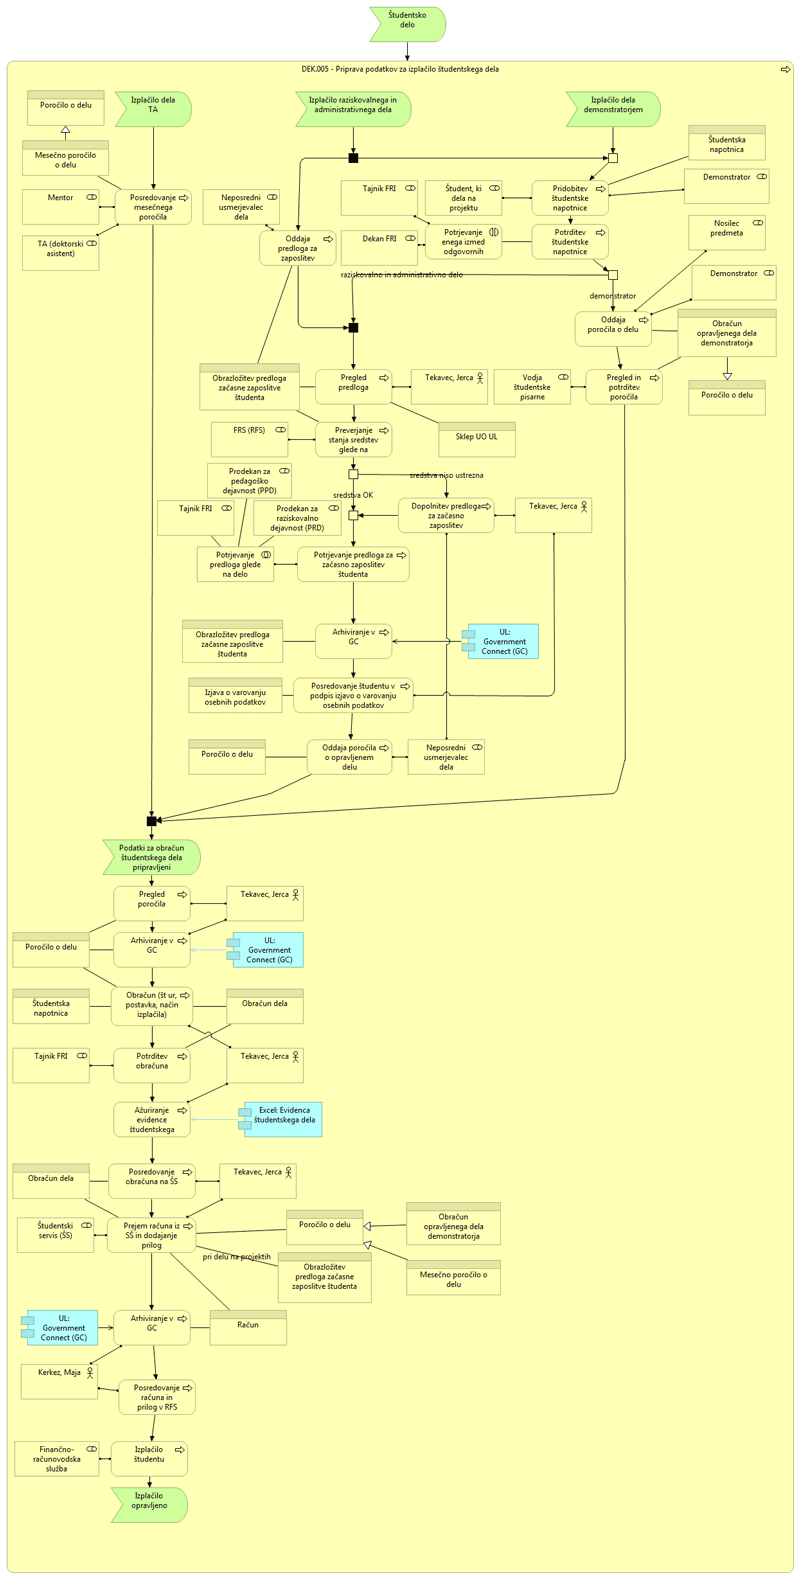 Študentsko
delo
DEK.005 - Priprava podatkov za izplačilo študentskega dela
Poročilo o delu
Izplačilo dela
TA
Izplačilo raziskovalnega in
administrativnega dela
Izplačilo dela
demonstratorjem
Mesečno poročilo
o delu
Študentska
napotnica
Mentor
Posredovanje
mesečnega
poročila
Neposredni
usmerjevalec
dela
Tajnik FRI
Študent, ki
dela na
projektu
Pridobitev
študentske
napotnice
Demonstrator
TA (doktorski
asistent)
Oddaja
predloga za
zaposlitev
Dekan FRI
Potrjevanje
enega izmed
odgovornih
Potrditev
študentske
napotnice
Nosilec
predmeta
raziskovalno in administrativno delo
Demonstrator
demonstrator
Oddaja
poročila o delu
Obračun
opravljenega dela
demonstratorja
Obrazložitev predloga
začasne zaposlitve
študenta
Pregled
predloga
Tekavec, Jerca
Vodja
študentske
pisarne
Pregled in
potrditev
poročila
Poročilo o delu
FRS (RFS)
Preverjanje
stanja sredstev
glede na
Sklep UO UL
Prodekan za
pedagoško
dejavnost (PPD)
sredstva niso ustrezna
sredstva OK
Tajnik FRI
Prodekan za
raziskovalno
dejavnost (PRD)
Dopolnitev predloga
za začasno
zaposlitev
Tekavec, Jerca
Potrjevanje
predloga glede
na delo
Potrjevanje predloga za
začasno zaposlitev
študenta
Obrazložitev predloga
začasne zaposlitve
študenta
Arhiviranje v
GC
UL:
Government
Connect (GC)
Izjava o varovanju
osebnih podatkov
Posredovanje študentu v
podpis izjavo o varovanju
osebnih podatkov
Poročilo o delu
Oddaja poročila
o opravljenem
delu
Neposredni
usmerjevalec
dela
Podatki za obračun
študentskega dela
pripravljeni
Pregled
poročila
Tekavec, Jerca
Poročilo o delu
Arhiviranje v
GC
UL:
Government
Connect (GC)
Študentska
napotnica
Obračun (št ur,
postavka, način
izplačila)
Obračun dela
Tajnik FRI
Potrditev
obračuna
Tekavec, Jerca
Ažuriranje
evidence
študentskega
Excel: Evidenca
študentskega dela
Obračun dela
Posredovanje
obračuna na ŠS
Tekavec, Jerca
Študentski
servis (ŠS)
Prejem računa iz
SŠ in dodajanje
prilog
Poročilo o delu
Obračun
opravljenega dela
demonstratorja
pri delu na projektih
Obrazložitev
predloga začasne
zaposlitve študenta
Mesečno poročilo o
delu
UL:
Government
Connect (GC)
Arhiviranje v
GC
Račun
Kerkez, Maja
Posredovanje
računa in
prilog v RFS
Finančno-
računovodska
služba
Izplačilo
študentu
Izplačilo
opravljeno